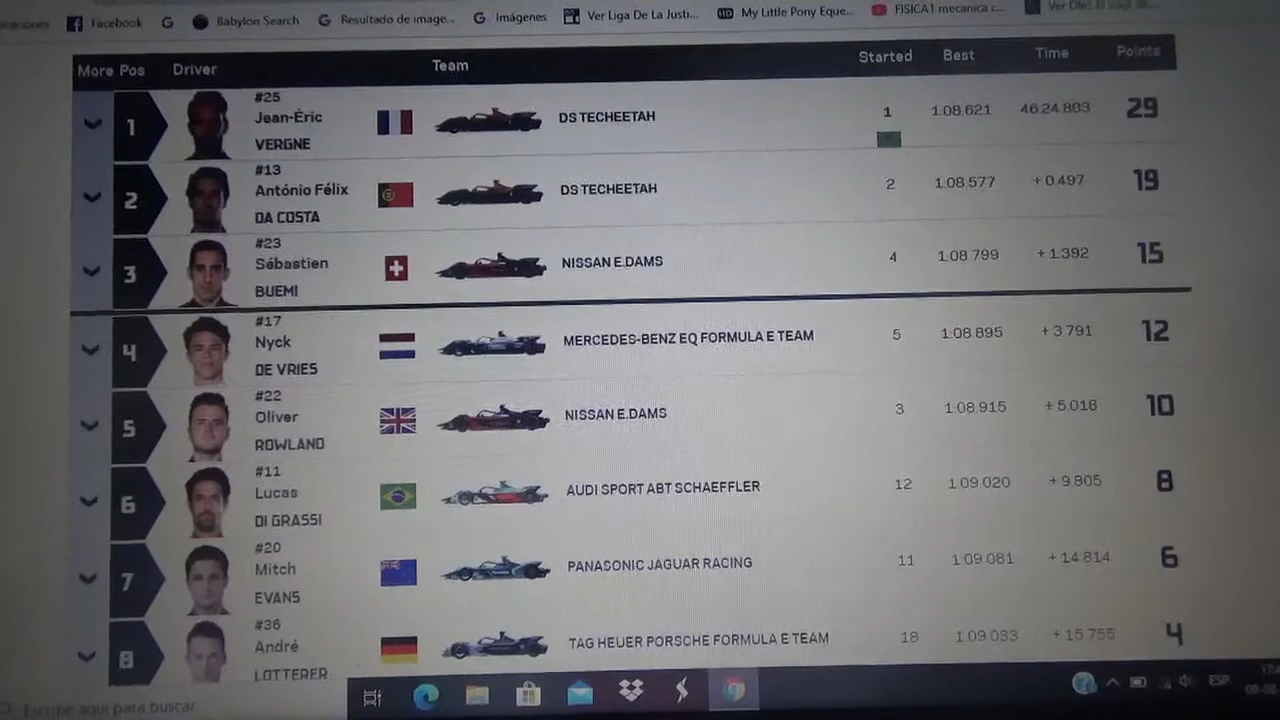 Facebook
Babylon Search
Resultado de image...
Imágenes
Ver Liga De La Justi...
My Little Pony Eque...
FISICA1 mecanica c...
More Pos Driver Team Started Best Time Points
1 #25 Jean-Éric VERGNE DS TECHEETAH 1 1:08.621 46:24.883 29
2 #13 António Félix DA COSTA DS TECHEETAH 2 1:08.577 + 0.497 19
3 #23 Sébastien BUEMI NISSAN E.DAMS 4 1:08.799 + 1.392 15
4 #17 Nyck DE VRIES MERCEDES-BENZ EQ FORMULA E TEAM 5 1:08.895 + 3.791 12
5 #22 Oliver ROWLAND NISSAN E.DAMS 3 1:08.915 + 5.018 10
6 #11 Lucas DI GRASSI AUDI SPORT ABT SCHAEFFLER 12 1:09.020 + 9.805 8
7 #20 Mitch EVANS PANASONIC JAGUAR RACING 11 1:09.081 + 14.814 6
8 #36 André LOTTERER TAG HEUER PORSCHE FORMULA E TEAM 18 1:09.033 + 15.755 4
Escribe aquí para buscar
ESP